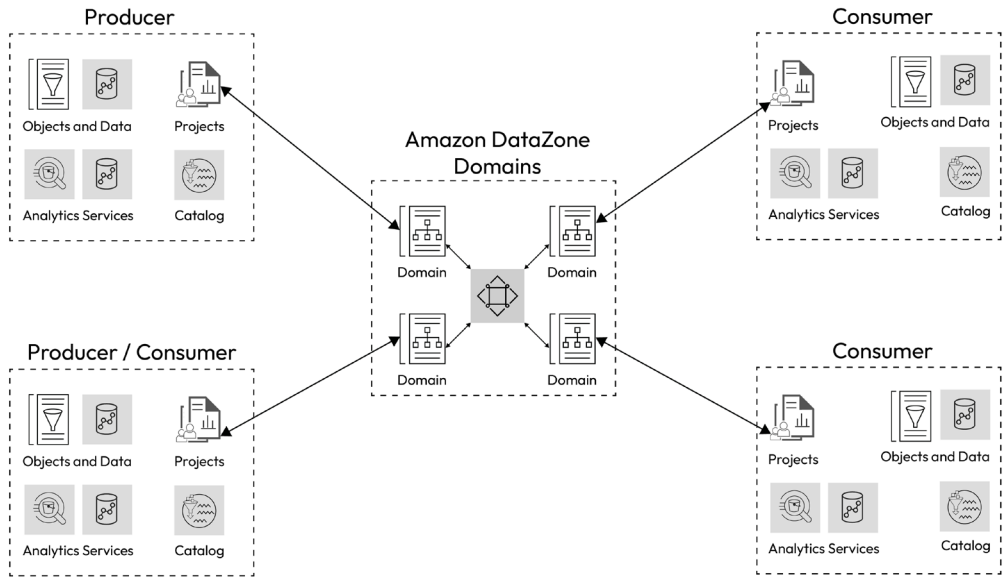 Producer
Objects and Data
Projects
Analytics Services
Catalog
Consumer
Projects
Objects and Data
Analytics Services
Catalog
Amazon DataZone
Domains
Domain
Domain
Domain
Domain
Producer / Consumer
Objects and Data
Projects
Analytics Services
Catalog
Consumer
Projects
Objects and Data
Analytics Services
Catalog